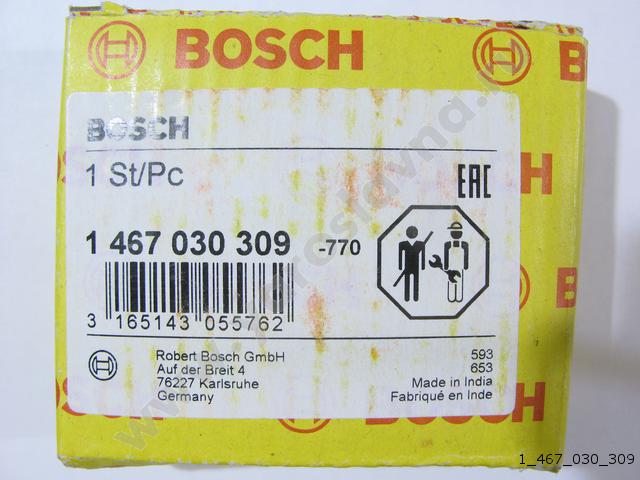 BOSCH
BOSCH
1 St/Pc
EAC
1 467 030 309 -770
3 165143 055762
Robert Bosch GmbH
Auf der Breit 4
76227 Karlsruhe
Germany
593
653
Made in India
Fabriqué en Inde
BOSCH
1_467_030_309